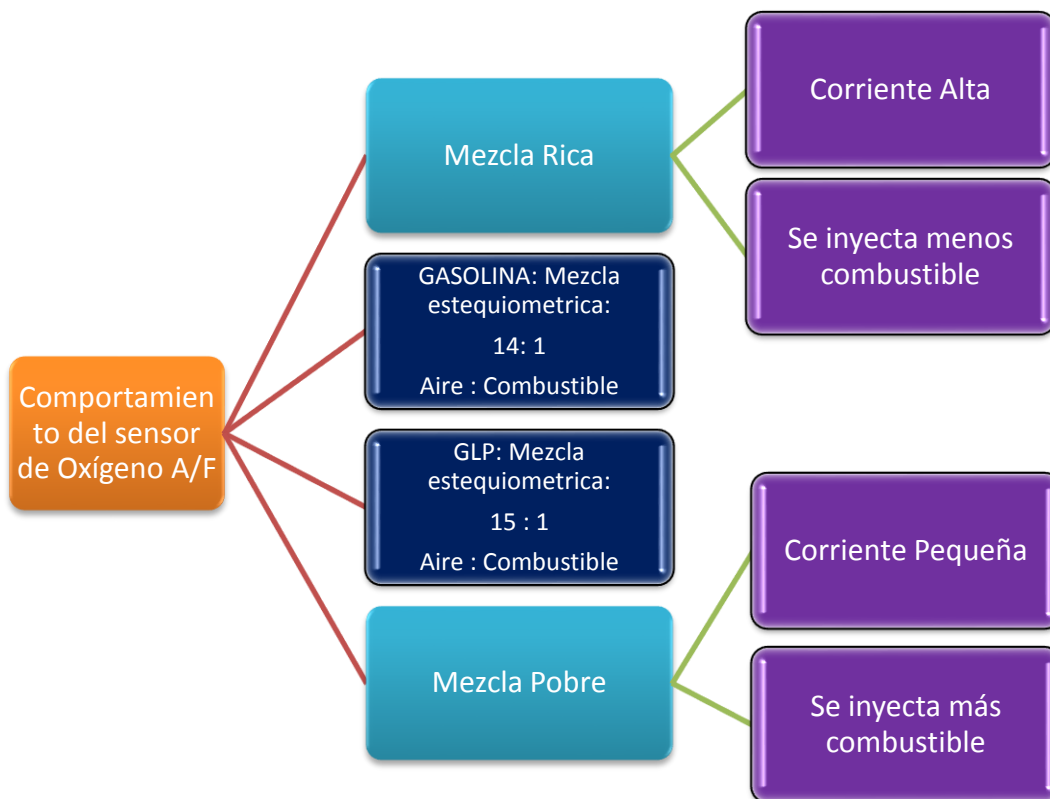 Comportamien
to del sensor
de Oxígeno A/F
Mezcla Rica
Corriente Alta
Se inyecta menos
combustible
GASOLINA: Mezcla
estequiometrica:
14: 1
Aire : Combustible
GLP: Mezcla
estequiometrica:
15 : 1
Aire : Combustible
Mezcla Pobre
Corriente Pequeña
Se inyecta más
combustible